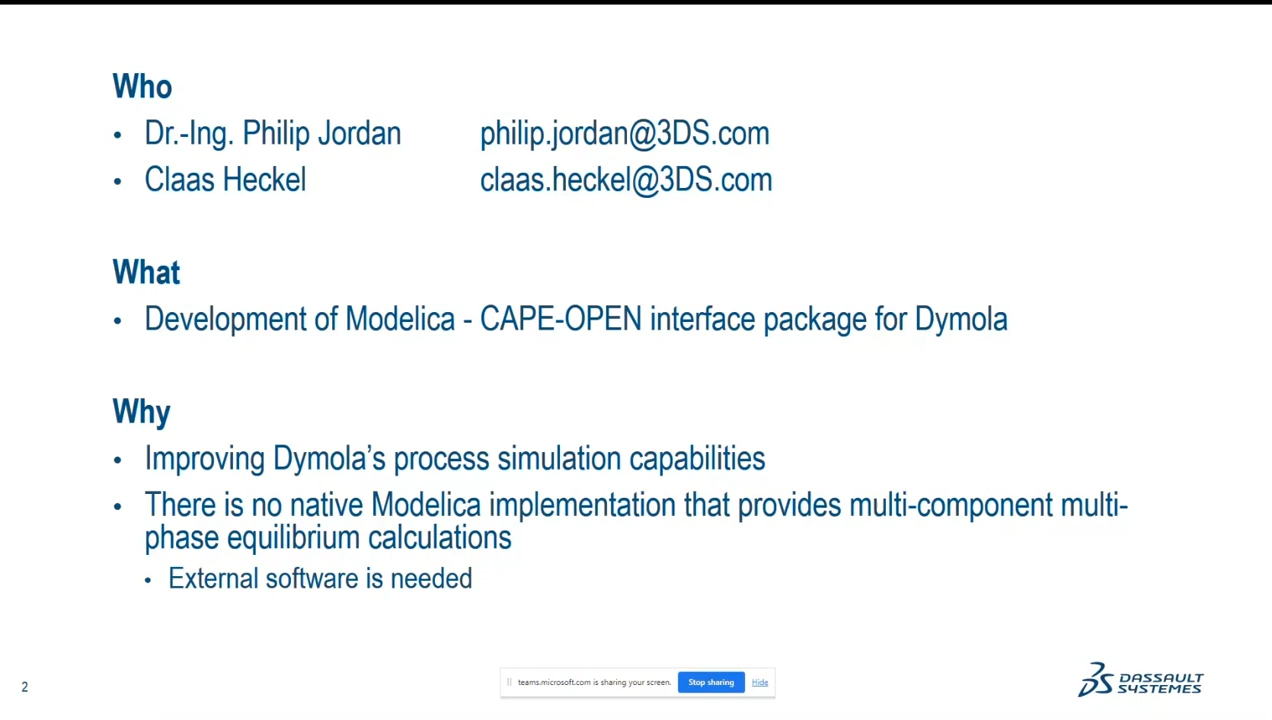 Who
• Dr.-Ing. Philip Jordan philip.jordan@3DS.com
• Claas Heckel claas.heckel@3DS.com
What
• Development of Modelica - CAPE-OPEN interface package for Dymola
Why
• Improving Dymola's process simulation capabilities
• There is no native Modelica implementation that provides multi-component multi-
phase equilibrium calculations
• External software is needed
2
teams.microsoft.com is sharing your screen. Stop sharing Hide
DASSAULT
SYSTEMES